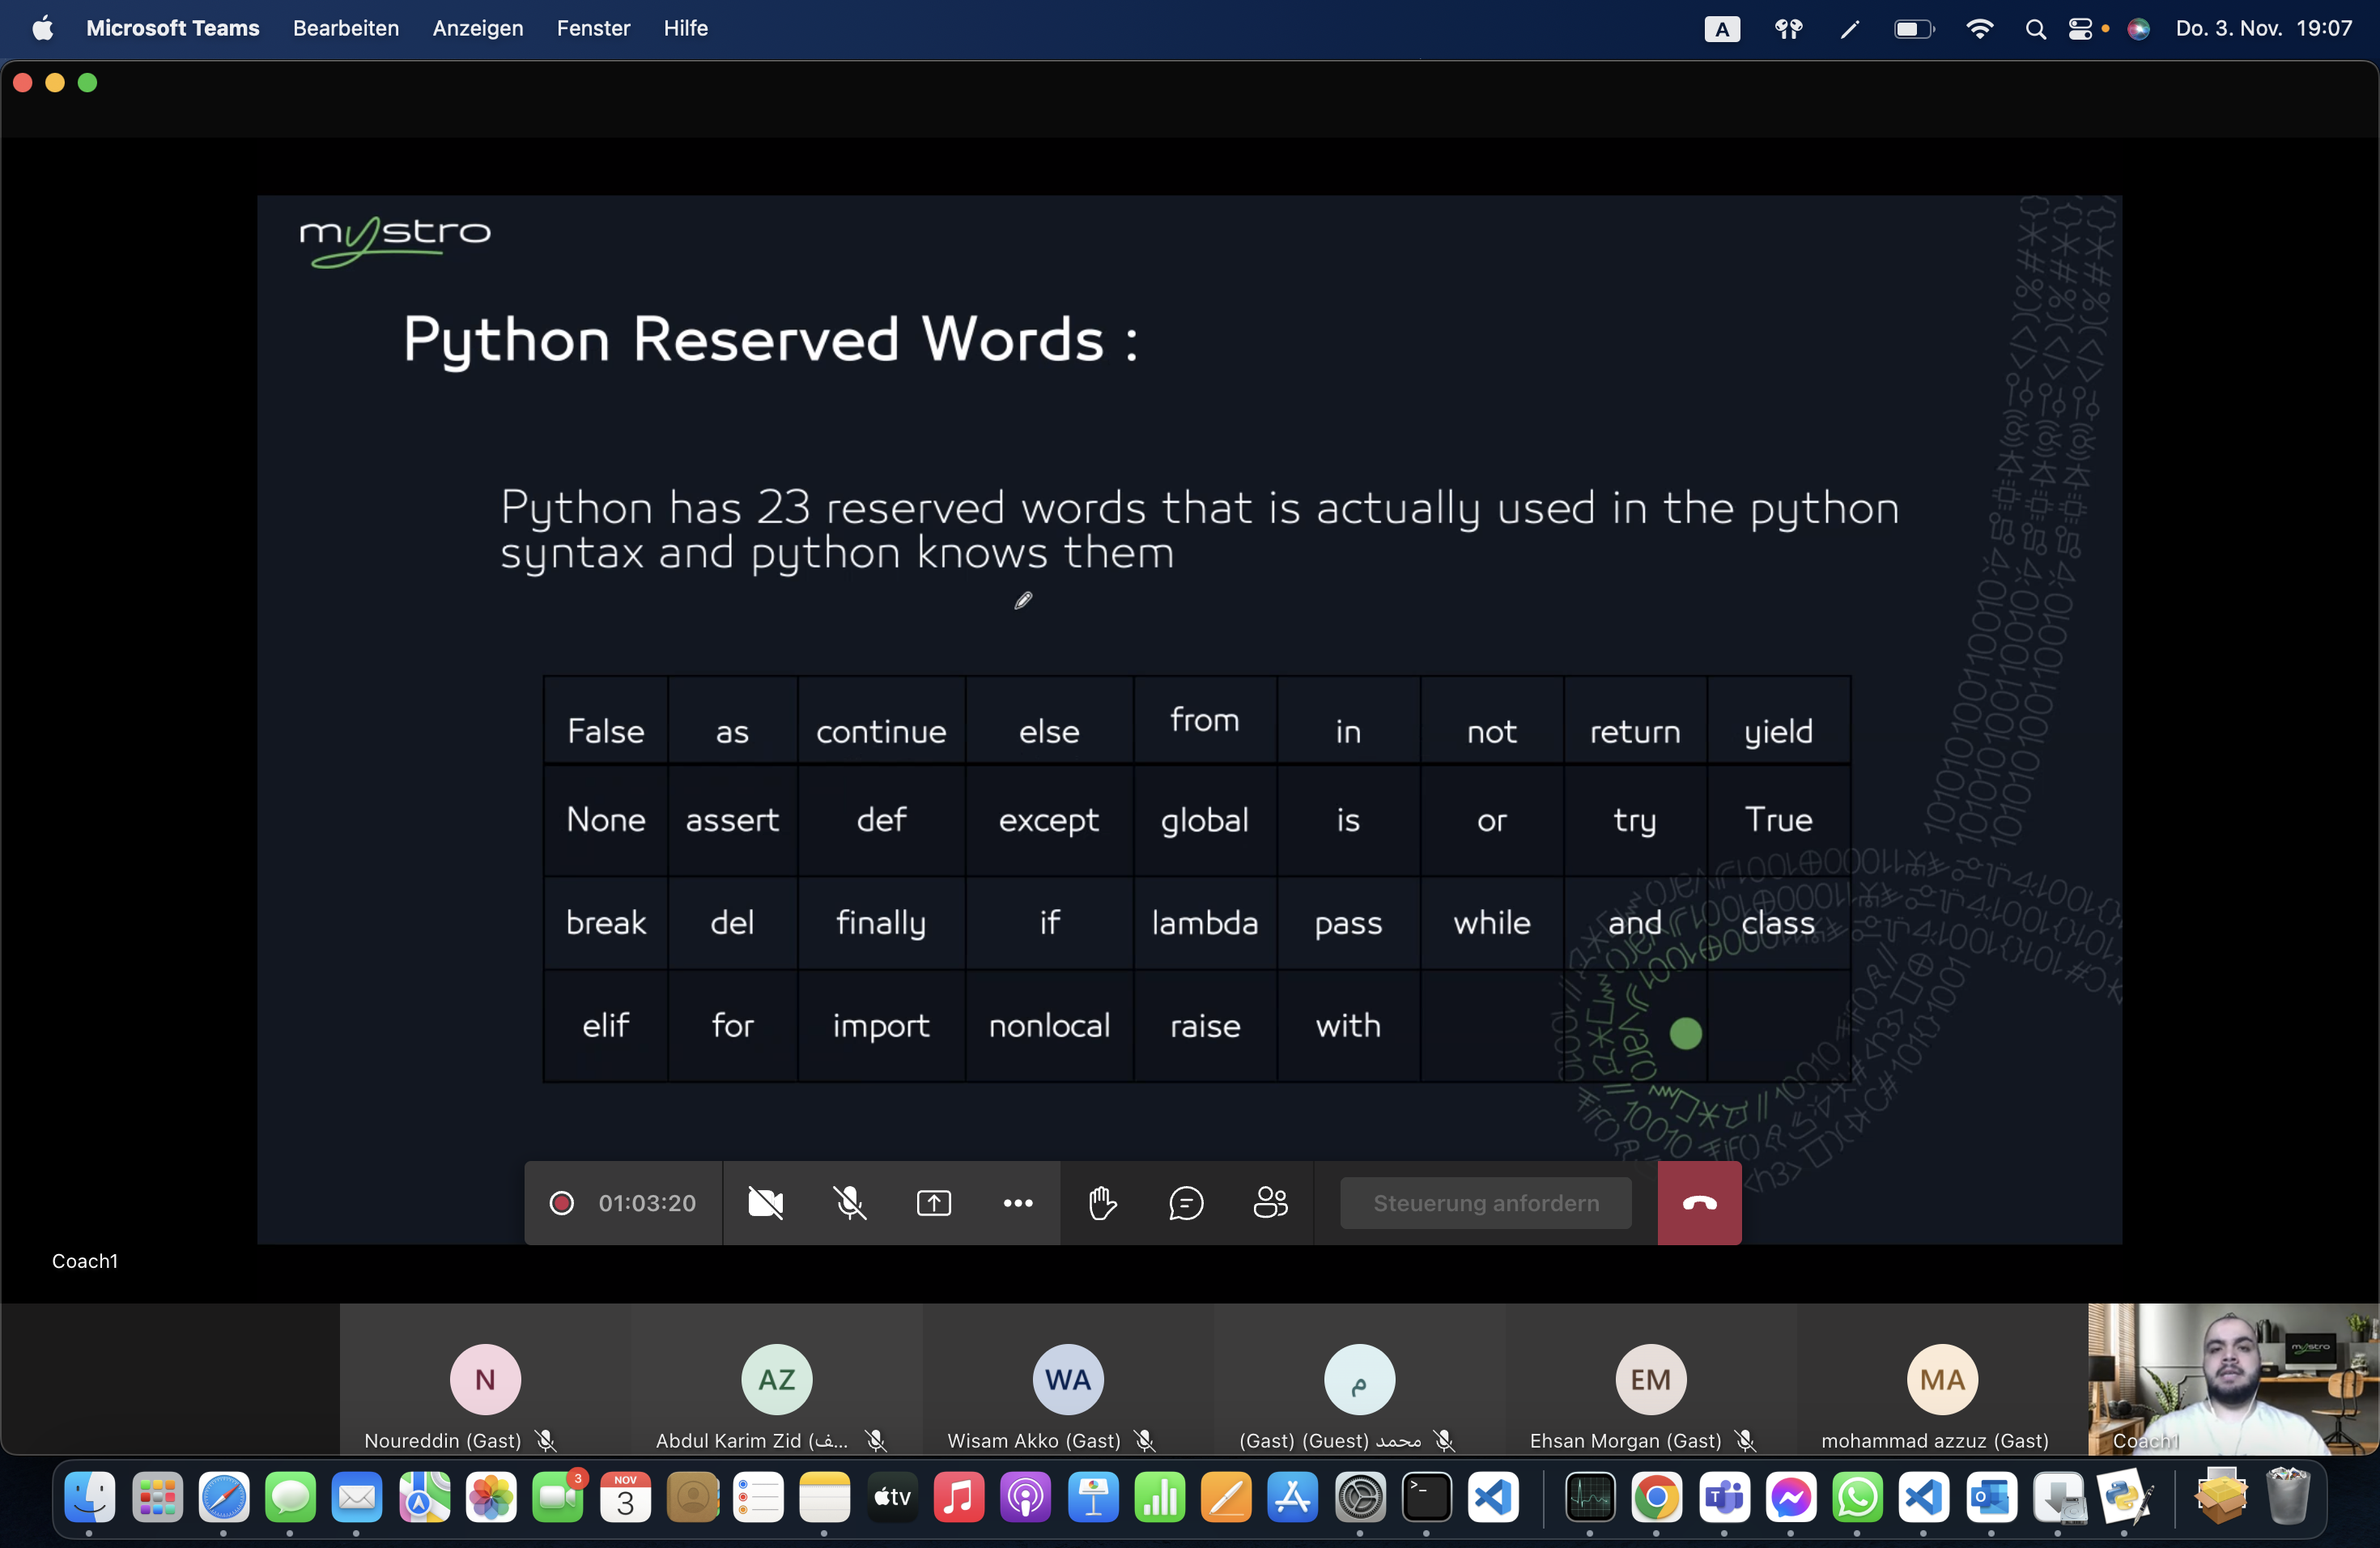 Microsoft Teams Bearbeiten Anzeigen Fenster Hilfe A Do. 3. Nov. 19:07
mystro
Python Reserved Words :
Python has 23 reserved words that is actually used in the python
syntax and python knows them
False as continue else from in not return yield
None assert def except global is or try True
break del finally if lambda pass while and class
elif for import nonlocal raise with
01:03:20 Steuerung anfordern
Coach1
N AZ WA م EM MA
Noureddin (Gast) Abdul Karim Zid (ف... Wisam Akko (Gast) محمد (Guest) (Gast) Ehsan Morgan (Gast) mohammad azzuz (Gast) Coach1
3 NOV 3 tv